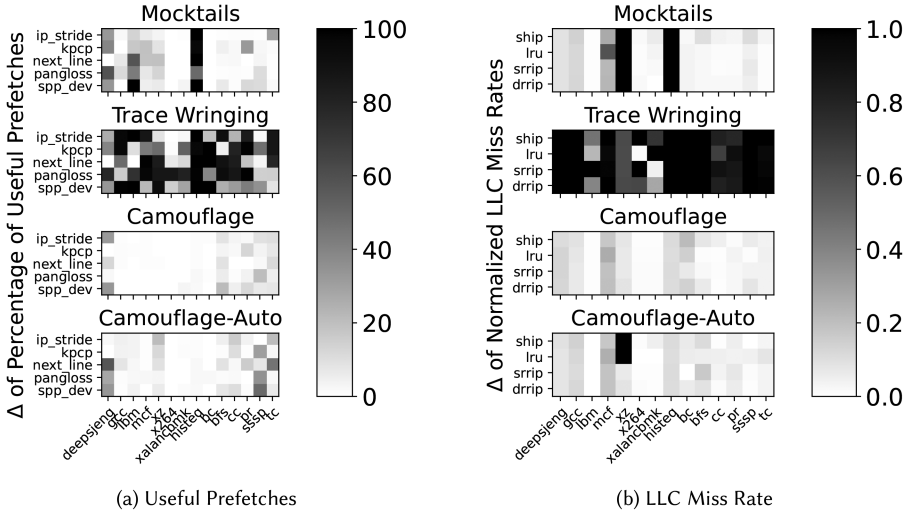 Δ of Percentage of Useful Prefetches
Mocktails
ip_stride
kpcp
next_line
pangloss
spp_dev
Trace Wringing
ip_stride
kpcp
next_line
pangloss
spp_dev
Camouflage
ip_stride
kpcp
next_line
pangloss
spp_dev
Camouflage-Auto
ip_stride
kpcp
next_line
pangloss
spp_dev
deepsjeng
gcc
lbm
mcf
xz
x264
xalancbmk
histeq
bc
bfs
cc
pr
sssp
tc
100
80
60
40
20
0
(a) Useful Prefetches
Δ of Normalized LLC Miss Rates
Mocktails
ship
lru
srrip
drrip
Trace Wringing
ship
lru
srrip
drrip
Camouflage
ship
lru
srrip
drrip
Camouflage-Auto
ship
lru
srrip
drrip
deepsjeng
gcc
lbm
mcf
xz
x264
xalancbmk
histeq
bc
bfs
cc
pr
sssp
tc
1.0
0.8
0.6
0.4
0.2
0.0
(b) LLC Miss Rate